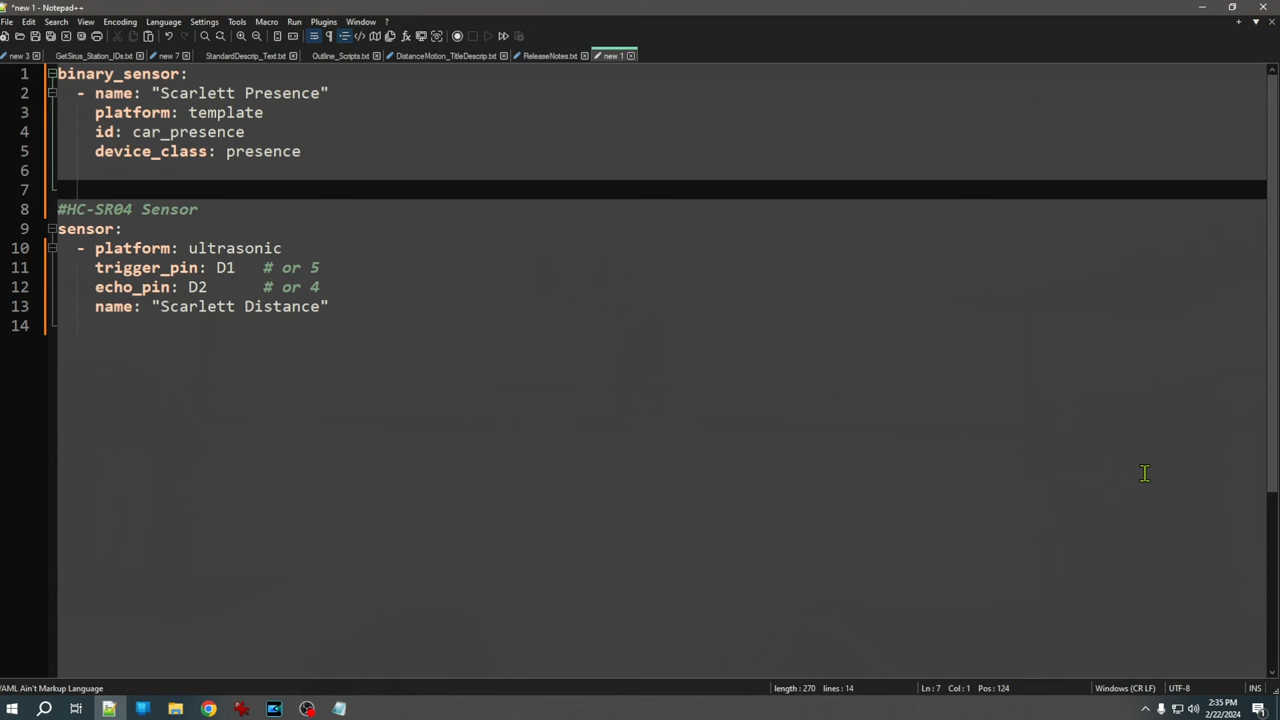 *new 1 - Notepad++
File Edit Search View Encoding Language Settings Tools Macro Run Plugins Window ?
new 3 GetSirus_Station_IDs.txt new 7 StandardDescrip_Text.txt Outline_Scripts.txt DistanceMotion_TitleDescrip.txt ReleaseNotes.txt new 1
1 binary_sensor:
2 - name: "Scarlett Presence"
3 platform: template
4 id: car_presence
5 device_class: presence
6
7
8 #HC-SR04 Sensor
9 sensor:
10 - platform: ultrasonic
11 trigger_pin: D1 # or 5
12 echo_pin: D2 # or 4
13 name: "Scarlett Distance"
14
YAML Ain't Markup Language length: 270 lines: 14 Ln: 7 Col: 1 Pos: 124 Windows (CR LF) UTF-8 INS
2:35 PM
2/22/2024